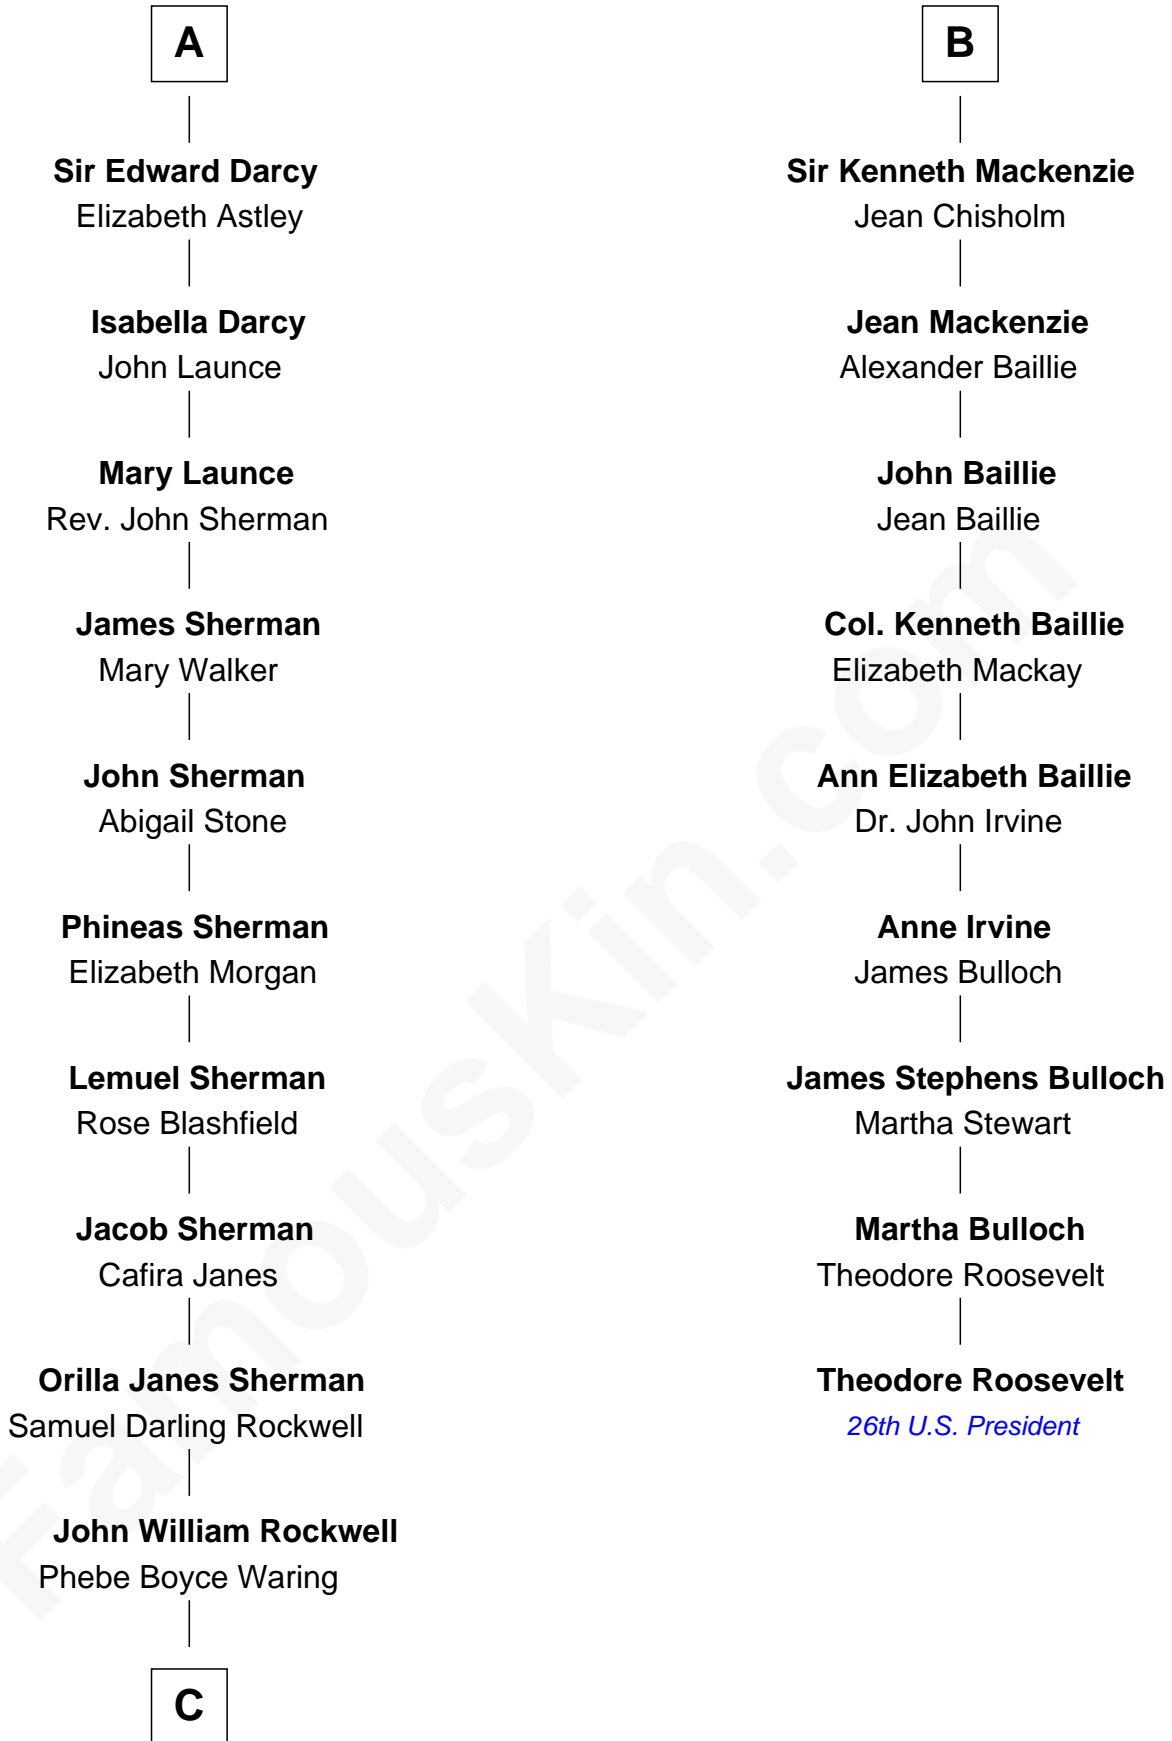 A
Sir Edward Darcy
Elizabeth Astley
Isabella Darcy
John Launce
Mary Launce
Rev. John Sherman
James Sherman
Mary Walker
John Sherman
Abigail Stone
Phineas Sherman
Elizabeth Morgan
Lemuel Sherman
Rose Blashfield
Jacob Sherman
Cafira Janes
Orilla Janes Sherman
Samuel Darling Rockwell
John William Rockwell
Phebe Boyce Waring
C
B
Sir Kenneth Mackenzie
Jean Chisholm
Jean Mackenzie
Alexander Baillie
John Baillie
Jean Baillie
Col. Kenneth Baillie
Elizabeth Mackay
Ann Elizabeth Baillie
Dr. John Irvine
Anne Irvine
James Bulloch
James Stephens Bulloch
Martha Stewart
Martha Bulloch
Theodore Roosevelt
Theodore Roosevelt
26th U.S. President
FamousKin.com